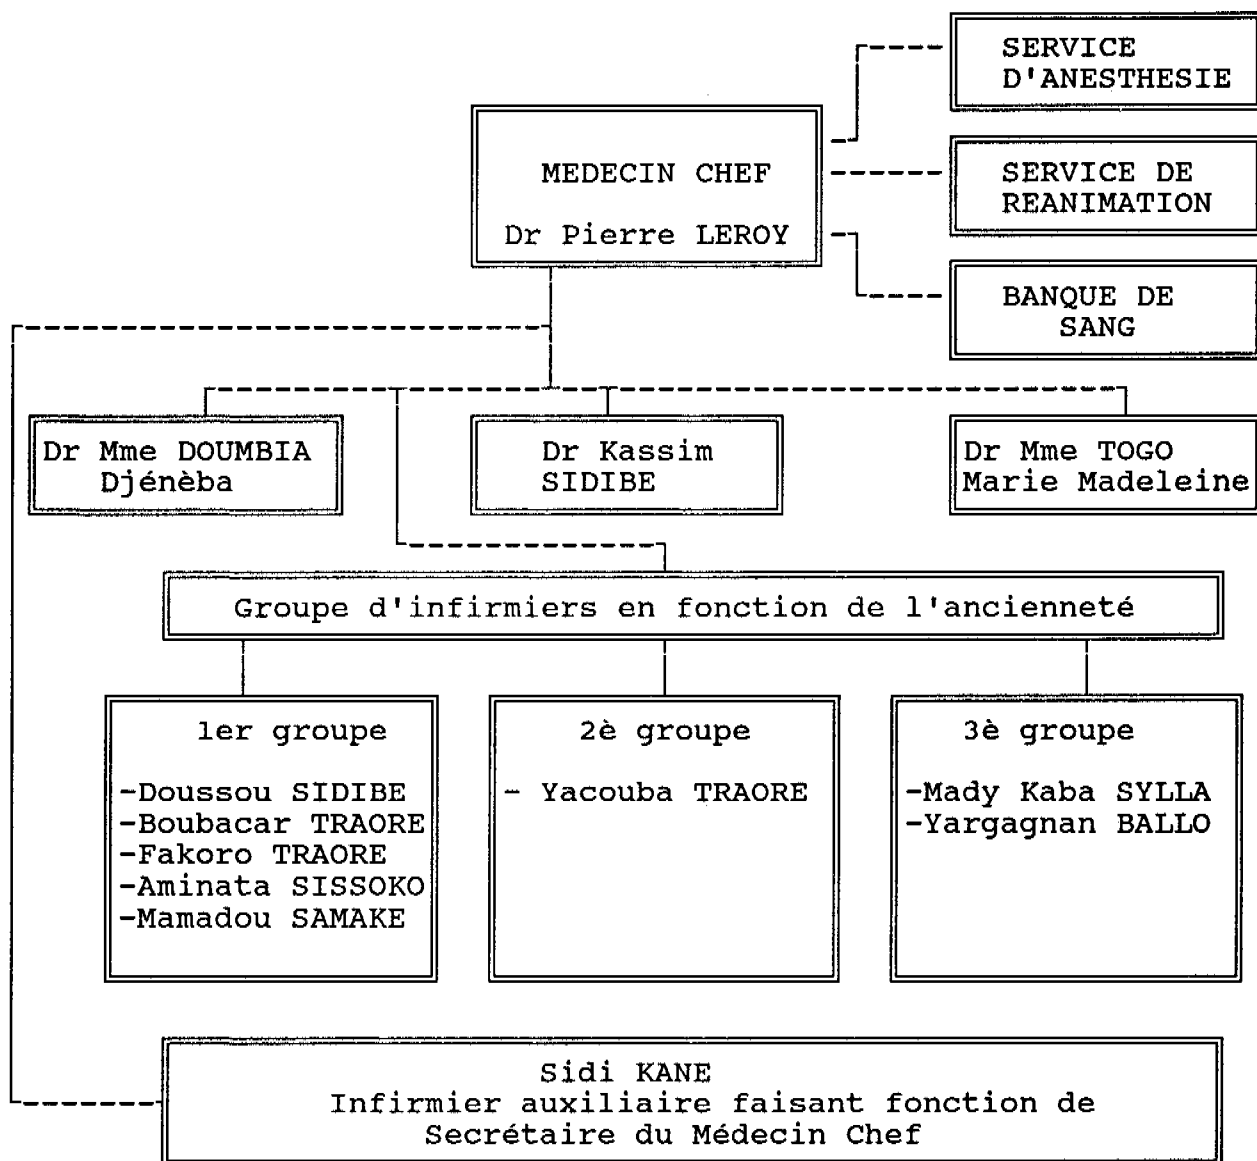 SERVICE
D'ANESTHESIE
MEDECIN CHEF
Dr Pierre LEROY
SERVICE DE
REANIMATION
BANQUE DE
SANG
Dr Mme DOUMBIA
Djénèba
Dr Kassim
SIDIBE
Dr Mme TOGO
Marie Madeleine
Groupe d'infirmiers en fonction de l'ancienneté
1er groupe
-Doussou SIDIBE
-Boubacar TRAORE
-Fakoro TRAORE
-Aminata SISSOKO
-Mamadou SAMAKE
2è groupe
- Yacouba TRAORE
3è groupe
-Mady Kaba SYLLA
-Yargagnan BALLO
Sidi KANE
Infirmier auxiliaire faisant fonction de
Secrétaire du Médecin Chef